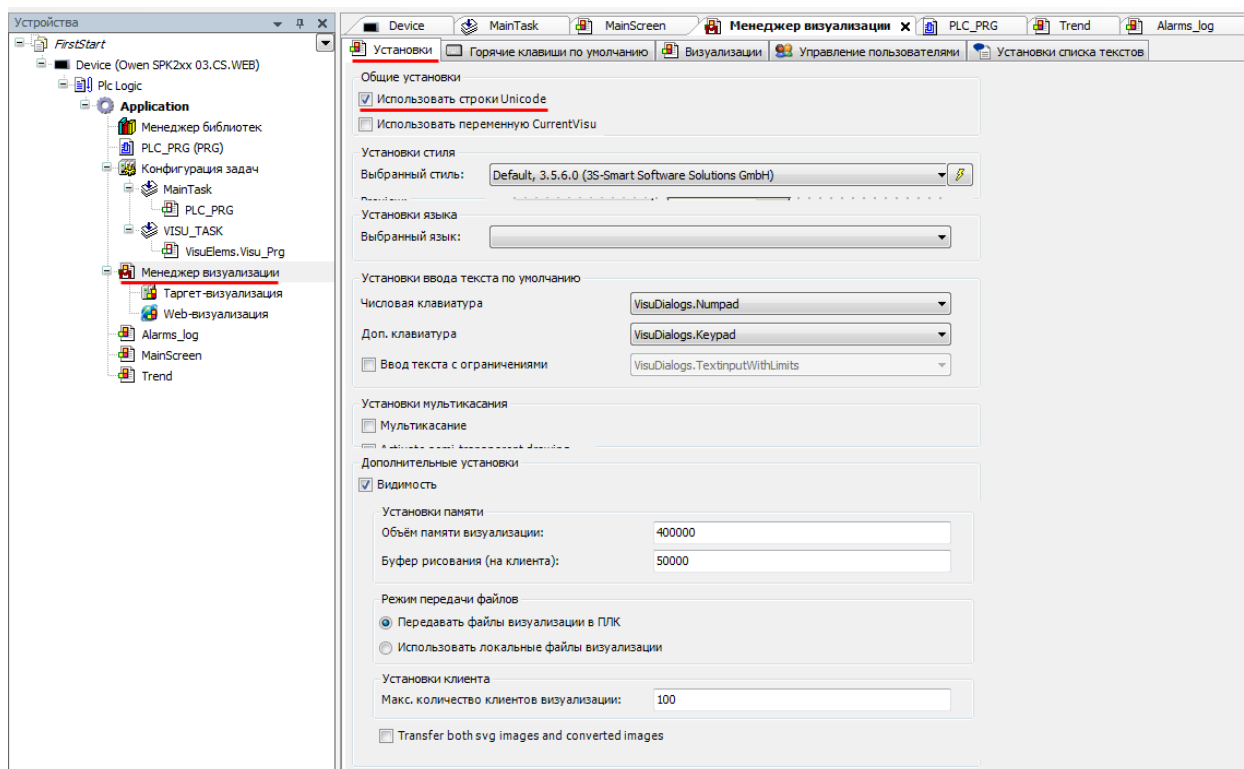 Устройства
FirstStart
Device (Owen SPK2xx 03.CS.WEB)
Plc Logic
Application
Менеджер библиотек
PLC_PRG (PRG)
Конфигурация задач
MainTask
PLC_PRG
VISU_TASK
VisuElems.Visu_Prg
Менеджер визуализации
Таргет-визуализация
Web-визуализация
Alarms_log
MainScreen
Trend
Device MainTask MainScreen Менеджер визуализации PLC_PRG Trend Alarms_log
Установки Горячие клавиши по умолчанию Визуализации Управление пользователями Установки списка текстов
Общие установки
Использовать строки Unicode
Использовать переменную CurrentVisu
Установки стиля
Выбранный стиль: Default, 3.5.6.0 (3S-Smart Software Solutions GmbH)
Установки языка
Выбранный язык:
Установки ввода текста по умолчанию
Числовая клавиатура VisuDialogs.Numpad
Доп. клавиатура VisuDialogs.Keypad
Ввод текста с ограничениями VisuDialogs.TextinputWithLimits
Установки мультикасания
Мультикасание
Дополнительные установки
Видимость
Установки памяти
Объём памяти визуализации: 400000
Буфер рисования (на клиента): 50000
Режим передачи файлов
Передавать файлы визуализации в ПЛК
Использовать локальные файлы визуализации
Установки клиента
Макс. количество клиентов визуализации: 100
Transfer both svg images and converted images